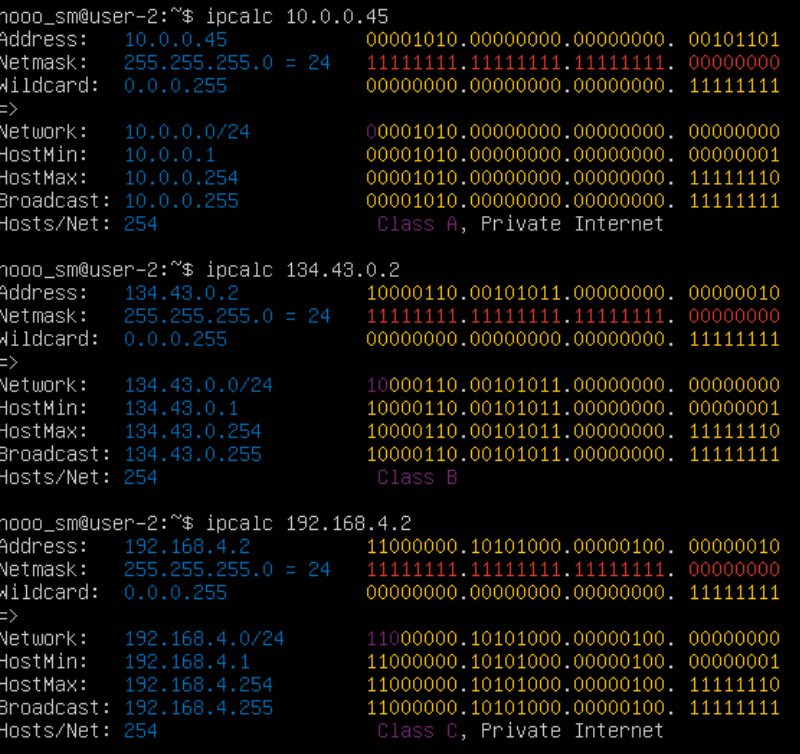 nooo_sm@user-2:~$ ipcalc 10.0.0.45
Address: 10.0.0.45 00001010.00000000.00000000. 00101101
Netmask: 255.255.255.0 = 24 11111111.11111111.11111111. 00000000
Wildcard: 0.0.0.255 00000000.00000000.00000000. 11111111
=>
Network: 10.0.0.0/24 00001010.00000000.00000000. 00000000
HostMin: 10.0.0.1 00001010.00000000.00000000. 00000001
HostMax: 10.0.0.254 00001010.00000000.00000000. 11111110
Broadcast: 10.0.0.255 00001010.00000000.00000000. 11111111
Hosts/Net: 254 Class A, Private Internet
nooo_sm@user-2:~$ ipcalc 134.43.0.2
Address: 134.43.0.2 10000110.00101011.00000000. 00000010
Netmask: 255.255.255.0 = 24 11111111.11111111.11111111. 00000000
Wildcard: 0.0.0.255 00000000.00000000.00000000. 11111111
=>
Network: 134.43.0.0/24 10000110.00101011.00000000. 00000000
HostMin: 134.43.0.1 10000110.00101011.00000000. 00000001
HostMax: 134.43.0.254 10000110.00101011.00000000. 11111110
Broadcast: 134.43.0.255 10000110.00101011.00000000. 11111111
Hosts/Net: 254 Class B
nooo_sm@user-2:~$ ipcalc 192.168.4.2
Address: 192.168.4.2 11000000.10101000.00000100. 00000010
Netmask: 255.255.255.0 = 24 11111111.11111111.11111111. 00000000
Wildcard: 0.0.0.255 00000000.00000000.00000000. 11111111
=>
Network: 192.168.4.0/24 11000000.10101000.00000100. 00000000
HostMin: 192.168.4.1 11000000.10101000.00000100. 00000001
HostMax: 192.168.4.254 11000000.10101000.00000100. 11111110
Broadcast: 192.168.4.255 11000000.10101000.00000100. 11111111
Hosts/Net: 254 Class C, Private Internet